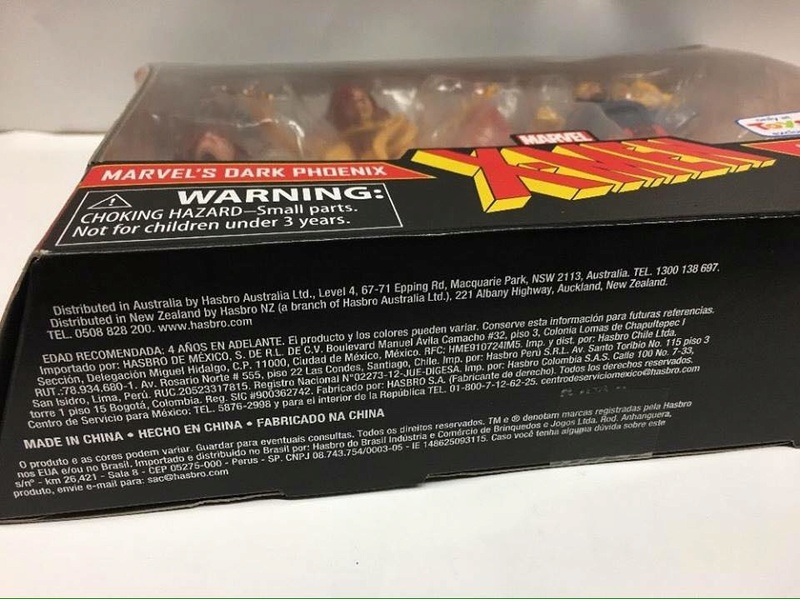 Only at
MARVEL
X-MEN
MARVEL'S DARK PHOENIX
WARNING:
CHOKING HAZARD—Small parts.
Not for children under 3 years.
Distributed in Australia by Hasbro Australia Ltd., Level 4, 67-71 Epping Rd, Macquarie Park, NSW 2113, Australia. TEL. 1300 138 697.
Distributed in New Zealand by Hasbro NZ (a branch of Hasbro Australia Ltd.), 221 Albany Highway, Auckland, New Zealand.
TEL. 0508 828 200. www.hasbro.com
EDAD RECOMENDADA: 4 AÑOS EN ADELANTE. El producto y los colores pueden variar. Conserve esta información para futuras referencias.
Importado por: HASBRO DE MÉXICO, S. DE R.L. DE C.V. Boulevard Manuel Ávila Camacho #32, piso 3, Colonia Lomas de Chapultepec I
Sección, Delegación Miguel Hidalgo, C.P. 11000, Ciudad de México, México. RFC: HME910724IM5. Imp. y dist. por: Hasbro Chile Ltda.
RUT.:78.934.680-1. Av. Rosario Norte # 555, piso 22 Las Condes, Santiago, Chile. Imp. por: Hasbro Perú S.R.L. Av. Santo Toribio No. 115 piso 3
San Isidro, Lima, Perú. RUC.20523317815. Registro Nacional N°02273-12-JUE-DIGESA. Imp. por: Hasbro Colombia S.A.S. Calle 100 No. 7-33,
torre 1 piso 15 Bogotá, Colombia. Reg. SIC #900362742. Fabricado por: HASBRO S.A. (Fabricante de derecho). Todos los derechos reservados.
Centro de Servicio para México: TEL. 5876-2998 y para el interior de la República TEL. 01-800-7-12-62-25. centrodeserviciomexico@hasbro.com
MADE IN CHINA • HECHO EN CHINA • FABRICADO NA CHINA
O produto e as cores podem variar. Guardar para eventuais consultas. Todos os direitos reservados. TM e ® denotam marcas registradas pela Hasbro
nos EUA e/ou no Brasil. Importado e distribuído no Brasil por: Hasbro do Brasil Indústria e Comércio de Brinquedos e Jogos Ltda. Rod. Anhanguera,
s/nº - km 26,421 - Sala 8 - CEP 05275-000 - Perus - SP. CNPJ 08.743.754/0003-05 - IE 148625093115. Caso você tenha alguma dúvida sobre este
produto, envie e-mail para: sac@hasbro.com